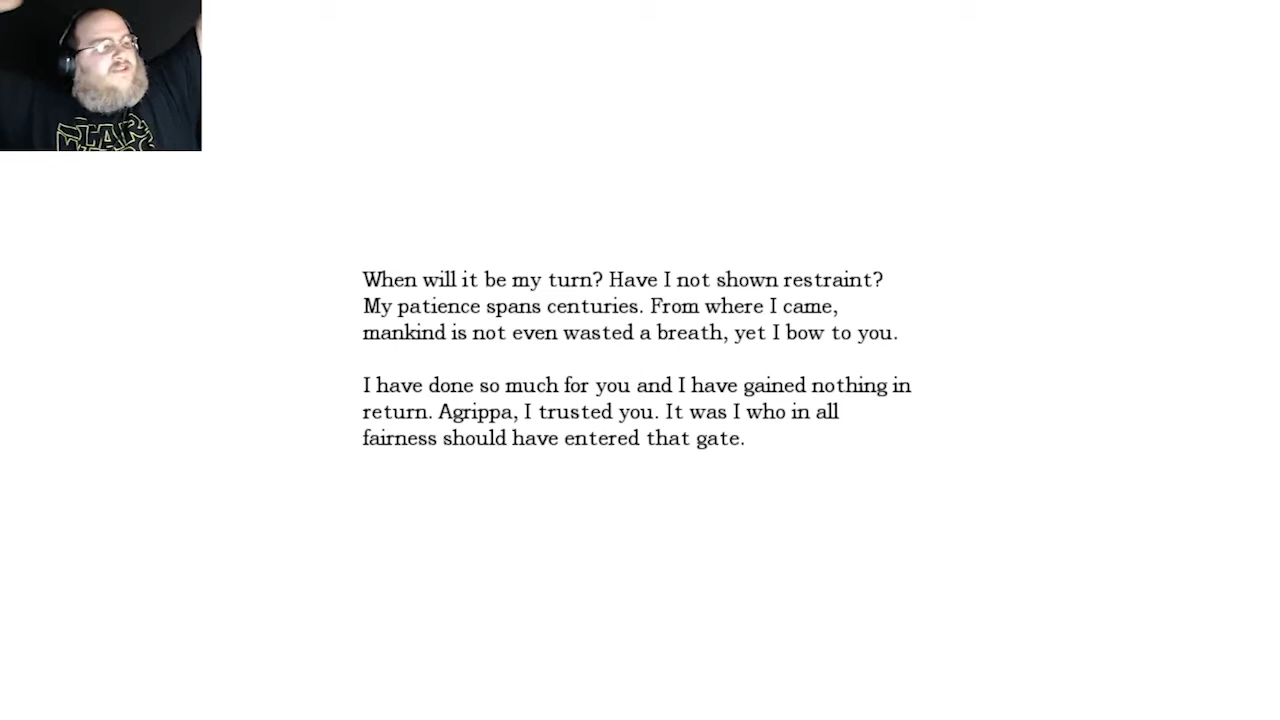 STAR
When will it be my turn? Have I not shown restraint?
My patience spans centuries. From where I came,
mankind is not even wasted a breath, yet I bow to you.
I have done so much for you and I have gained nothing in
return. Agrippa, I trusted you. It was I who in all
fairness should have entered that gate.